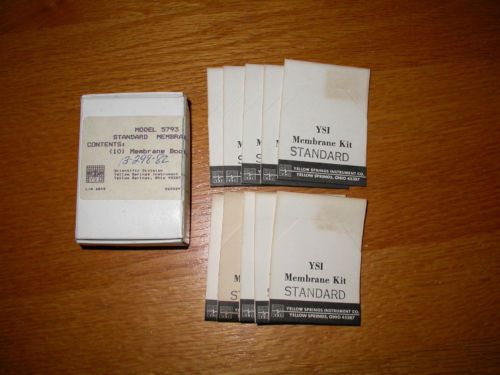 MODEL 5793
STANDARD MEMBRA
CONTENTS:
(10) Membrane Boo
13-298-82
Scientific Division
Yellow Springs Instrument
Yellow Springs, Ohio
YSI
Membrane Kit
STANDARD
YELLOW SPRINGS INSTRUMENT CO.
YELLOW SPRINGS, OHIO 45387
YSI
Membrane Kit
STANDARD
YELLOW SPRINGS INSTRUMENT CO.
YELLOW SPRINGS, OHIO 45387